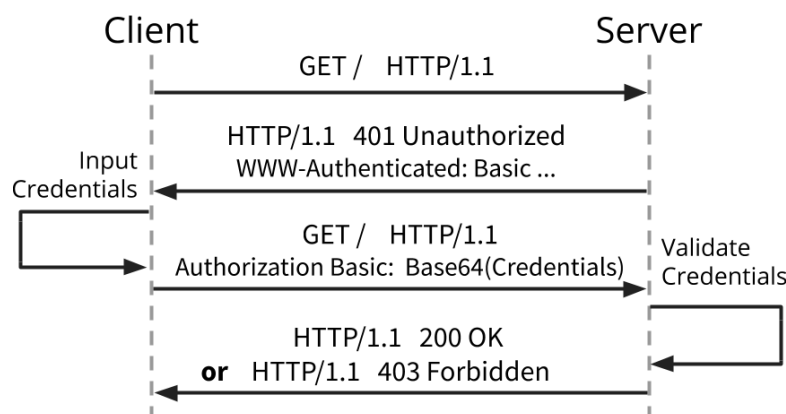 Client
Server
GET / HTTP/1.1
HTTP/1.1 401 Unauthorized
WWW-Authenticated: Basic ...
Input
Credentials
GET / HTTP/1.1
Authorization Basic: Base64(Credentials)
Validate
Credentials
HTTP/1.1 200 OK
or HTTP/1.1 403 Forbidden